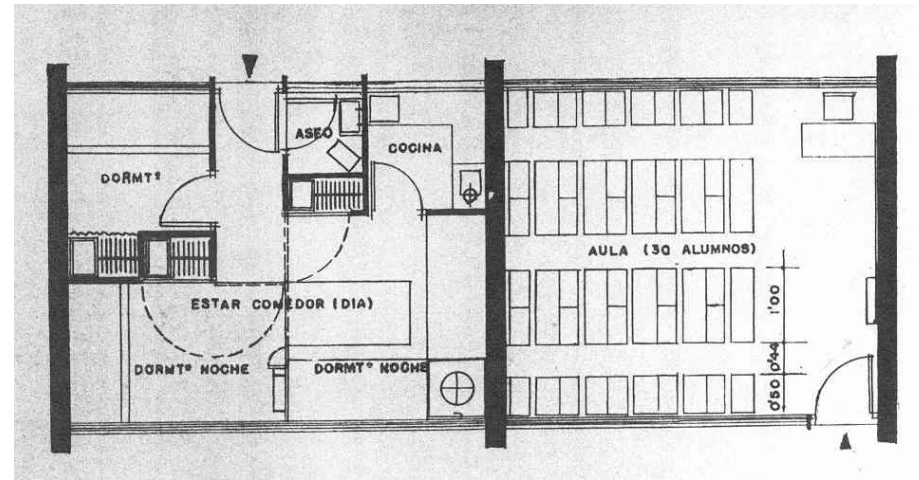 ASEO
COCINA
DORMTº
AULA (30 ALUMNOS)
ESTAR COMEDOR (DIA)
1'00
0'44
0'50
DORMTº NOCHE
DORMTº NOCHE